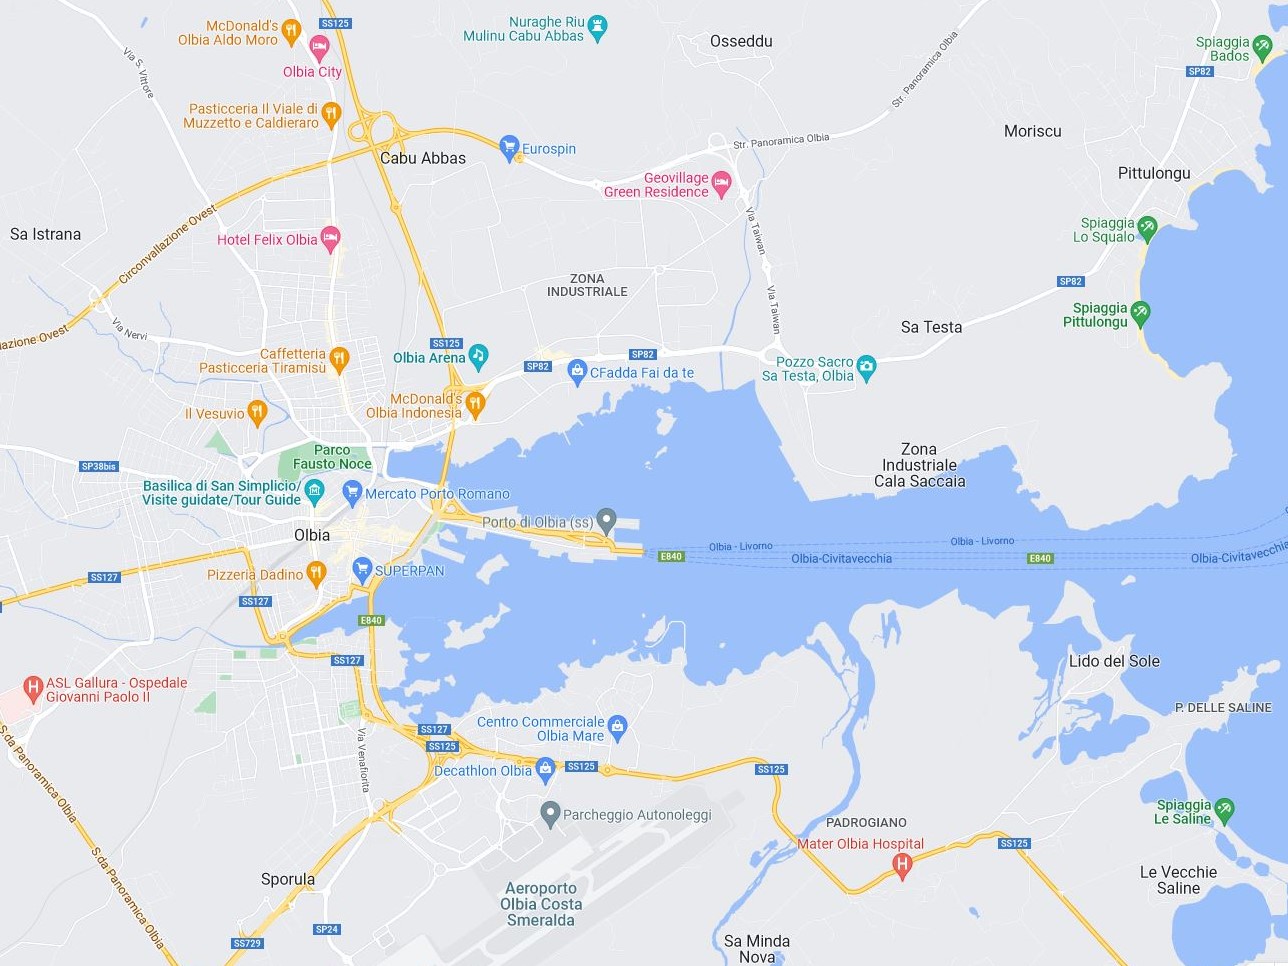 McDonald's
Olbia Aldo Moro
SS125
Nuraghe Riu
Mulinu Cabu Abbas
Osseddu
Spiaggia
Bados
Olbia City
Via S. Vittore
Str. Panoramica Olbia
SP82
Pasticceria Il Viale di
Muzzetto e Caldieraro
Cabu Abbas
Eurospin
Str. Panoramica Olbia
Moriscu
Pittulongu
Geovillage
Green Residence
Sa Istrana
Circonvallazione Ovest
Hotel Felix Olbia
Via Taiwan
Spiaggia
Lo Squalo
ZONA
INDUSTRIALE
SP82
Via Taiwan
Spiaggia
Pittulongu
lazione Ovest
Via Nervi
Sa Testa
SS125
Caffetteria
Pasticceria Tiramisù
Olbia Arena
SP82
SP82
CFadda Fai da te
Pozzo Sacro
Sa Testa, Olbia
McDonald's
Olbia Indonesia
Il Vesuvio
Parco
Fausto Noce
SP38bis
Zona
Industriale
Cala Saccaia
Basilica di San Simplicio/
Visite guidate/Tour Guide
Mercato Porto Romano
Porto di Olbia (ss)
Olbia
E840
Olbia - Livorno
Olbia-Civitavecchia
Olbia - Livorno
E840
Olbia-Civitavecchia
SS127
Pizzeria Dadino
SUPERPAN
SS127
E840
SS127
Lido del Sole
ASL Gallura - Ospedale
Giovanni Paolo II
P. DELLE SALINE
S.da Panoramica Olbia
Via Venafiorita
SS127
SS125
Centro Commerciale
Olbia Mare
Decathlon Olbia
SS125
SS125
Parcheggio Autonoleggi
PADROGIANO
Mater Olbia Hospital
SS125
Spiaggia
Le Saline
Le Vecchie
Saline
S.da Panoramica Olbia
Sporula
Aeroporto
Olbia Costa
Smeralda
SP24
SS729
Sa Minda
Nova